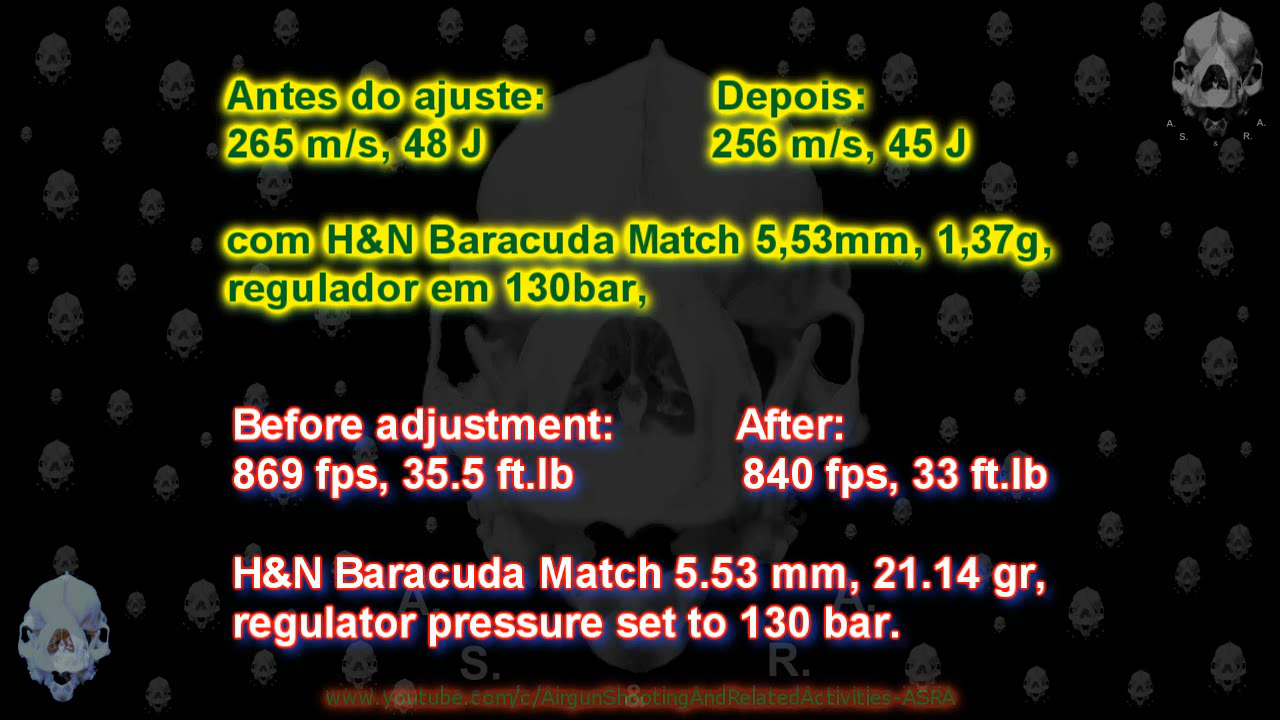 Antes do ajuste: Depois:
265 m/s, 48 J 256 m/s, 45 J
com H&N Baracuda Match 5,53mm, 1,37g,
regulador em 130bar,
Before adjustment: After:
869 fps, 35.5 ft.lb 840 fps, 33 ft.lb
H&N Baracuda Match 5.53 mm, 21.14 gr,
regulator pressure set to 130 bar.
A. A.
S. R.
&
www.youtube.com/c/AirgunShootingAndRelatedActivities-ASRA
A. A.
S. R.
&